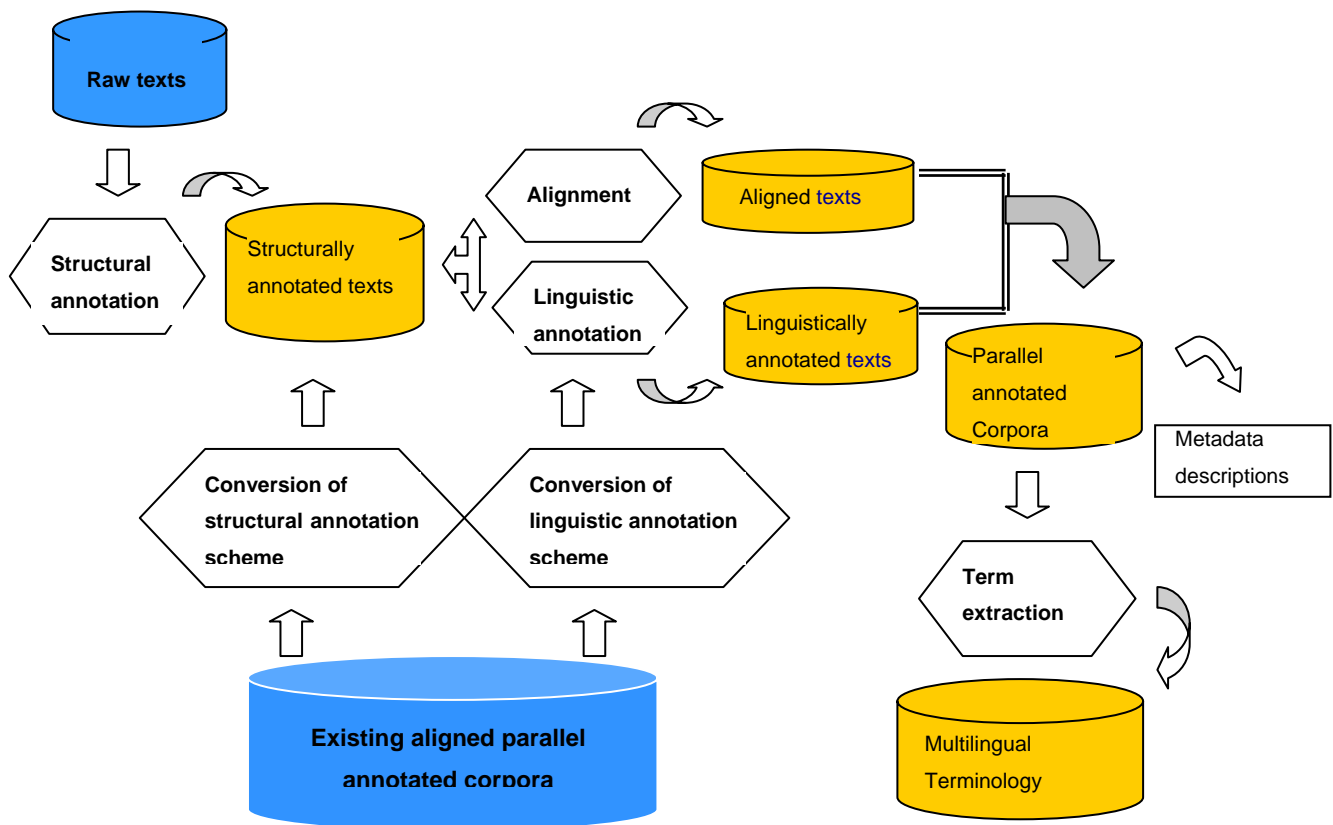 Raw texts
Structural
annotation
Structurally
annotated texts
Alignment
Linguistic
annotation
Aligned texts
Linguistically
annotated texts
Parallel
annotated
Corpora
Metadata
descriptions
Conversion of
structural annotation
scheme
Conversion of
linguistic annotation
scheme
Term
extraction
Existing aligned parallel
annotated corpora
Multilingual
Terminology